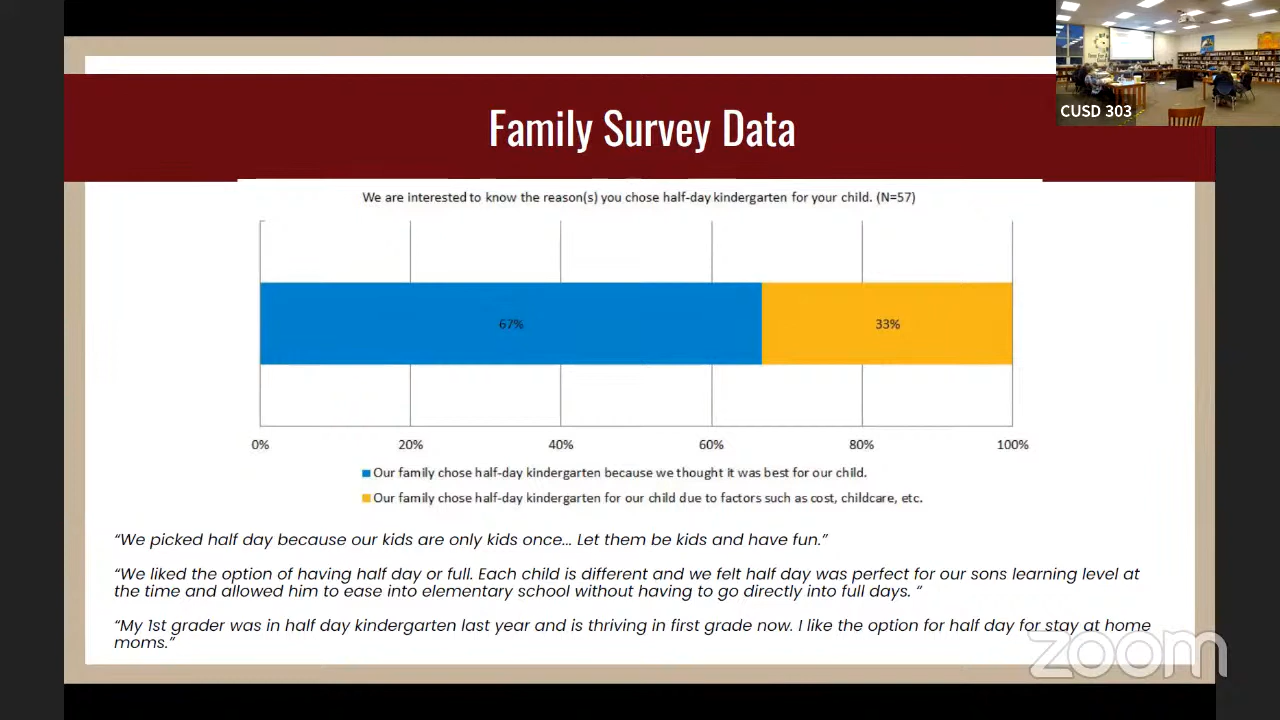 CUSD 303
Family Survey Data
We are interested to know the reason(s) you chose half-day kindergarten for your child. (N=57)
67%
33%
0%
20%
40%
60%
80%
100%
Our family chose half-day kindergarten because we thought it was best for our child.
Our family chose half-day kindergarten for our child due to factors such as cost, childcare, etc.
“We picked half day because our kids are only kids once... Let them be kids and have fun.”
“We liked the option of having half day or full. Each child is different and we felt half day was perfect for our sons learning level at
the time and allowed him to ease into elementary school without having to go directly into full days. “
“My 1st grader was in half day kindergarten last year and is thriving in first grade now. I like the option for half day for stay at home
moms.”
zoom